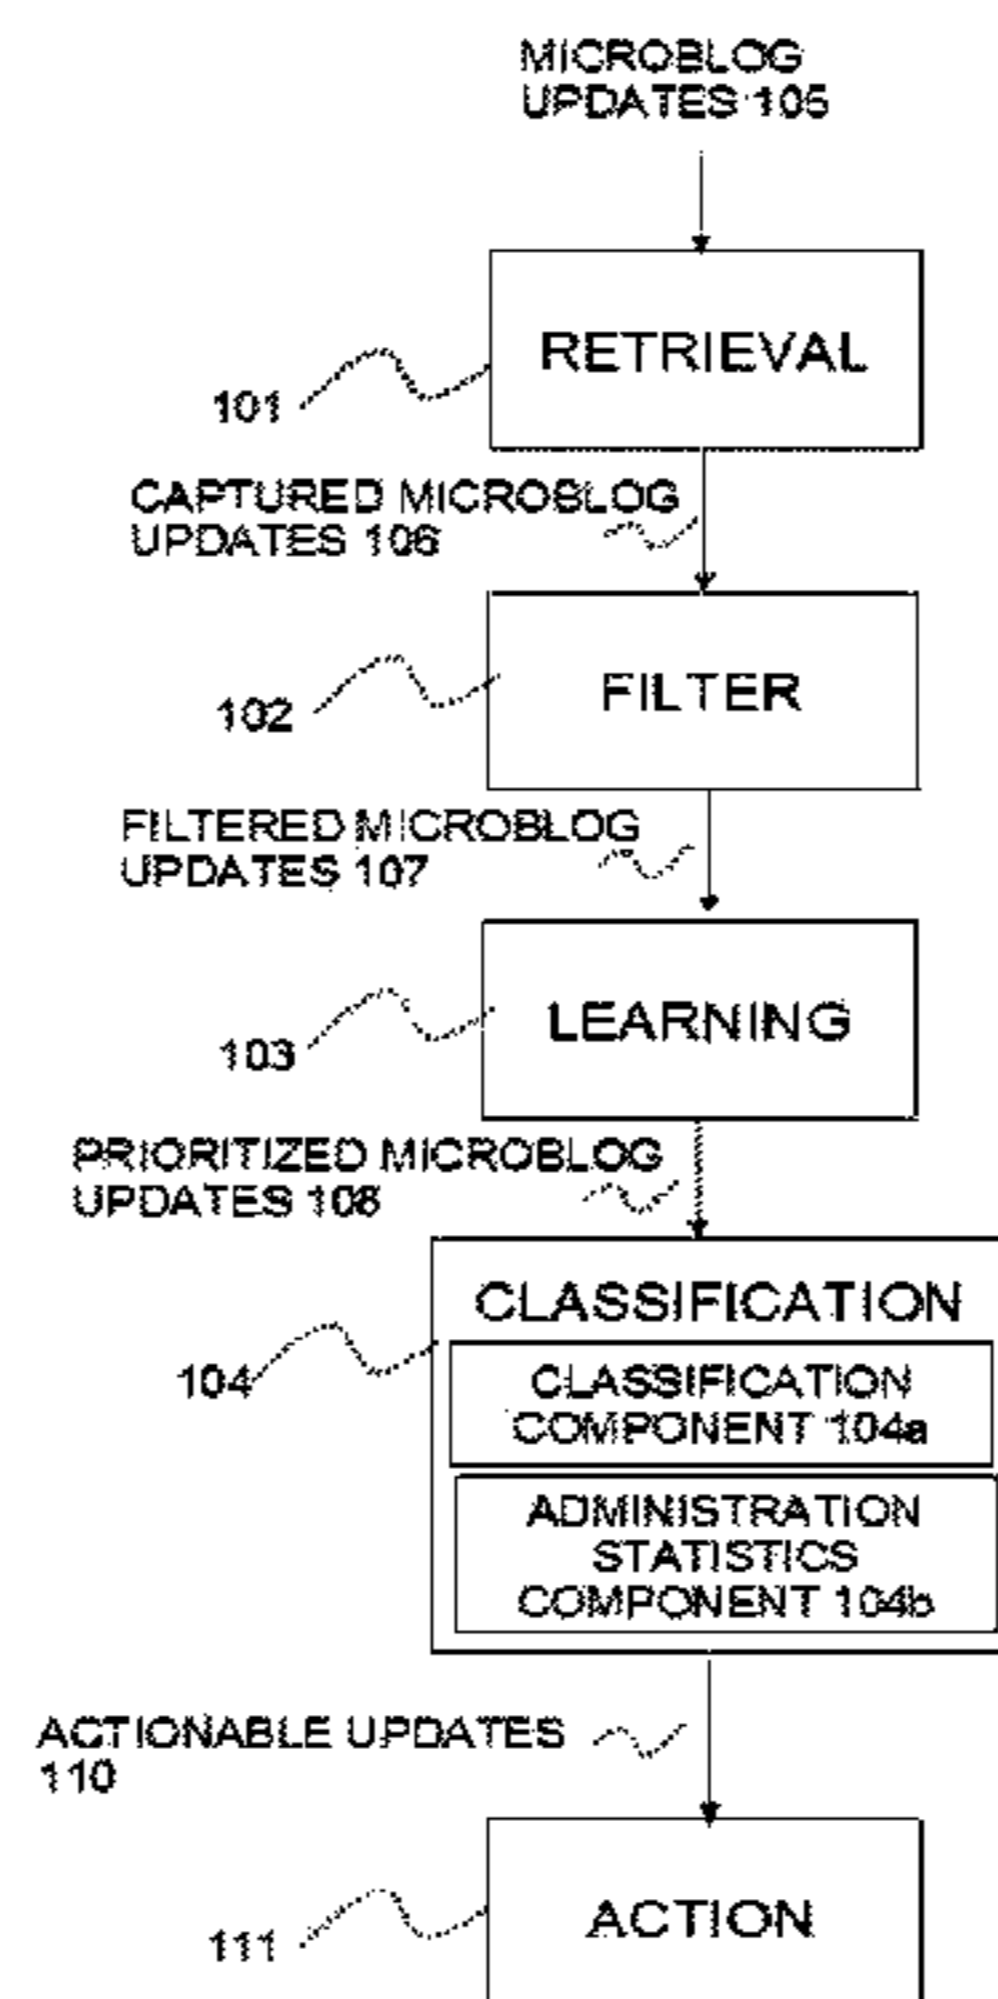 MICROBLOG
UPDATES 105
RETRIEVAL
101
CAPTURED MICROBLOG
UPDATES 106
FILTER
102
FILTERED MICROBLOG
UPDATES 107
LEARNING
103
PRIORITIZED MICROBLOG
UPDATES 108
CLASSIFICATION
104
CLASSIFICATION
COMPONENT 104a
ADMINISTRATION
STATISTICS
COMPONENT 104b
ACTIONABLE UPDATES
110
ACTION
111